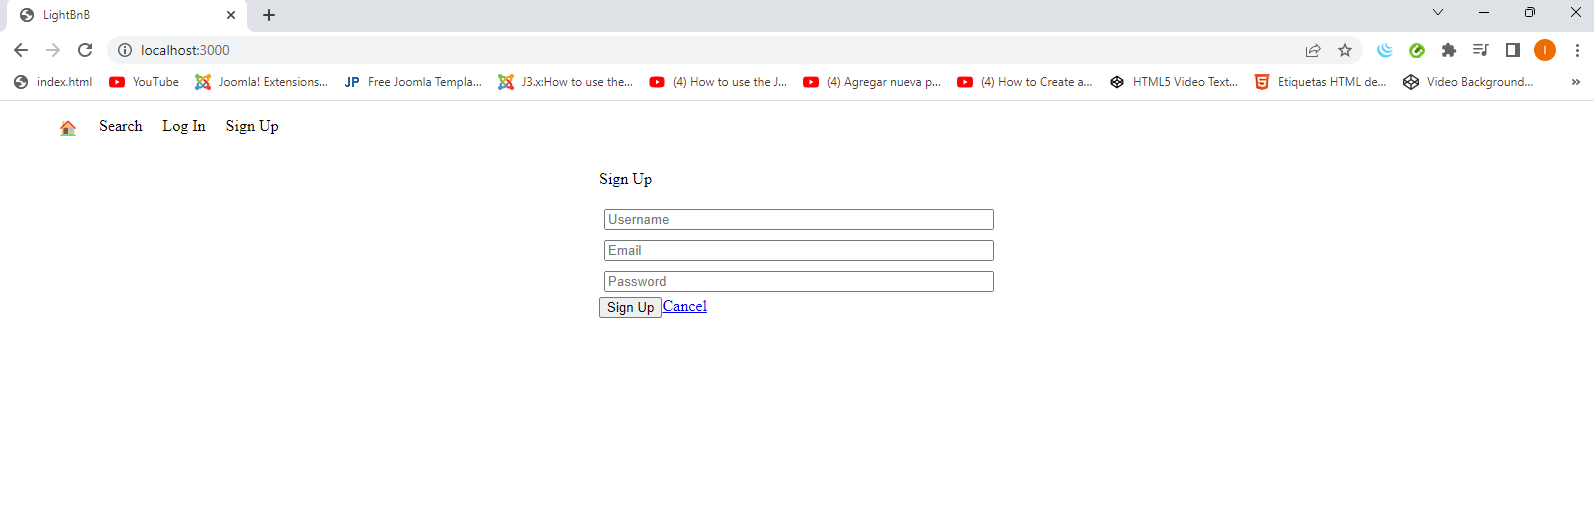 LightBnB
localhost:3000
I
index.html YouTube Joomla! Extensions... JP Free Joomla Templa... J3.x:How to use the... (4) How to use the J... (4) Agregar nueva p... (4) How to Create a... HTML5 Video Text... Etiquetas HTML de... Video Background... »
Search Log In Sign Up
Sign Up
Username
Email
Password
Sign Up Cancel